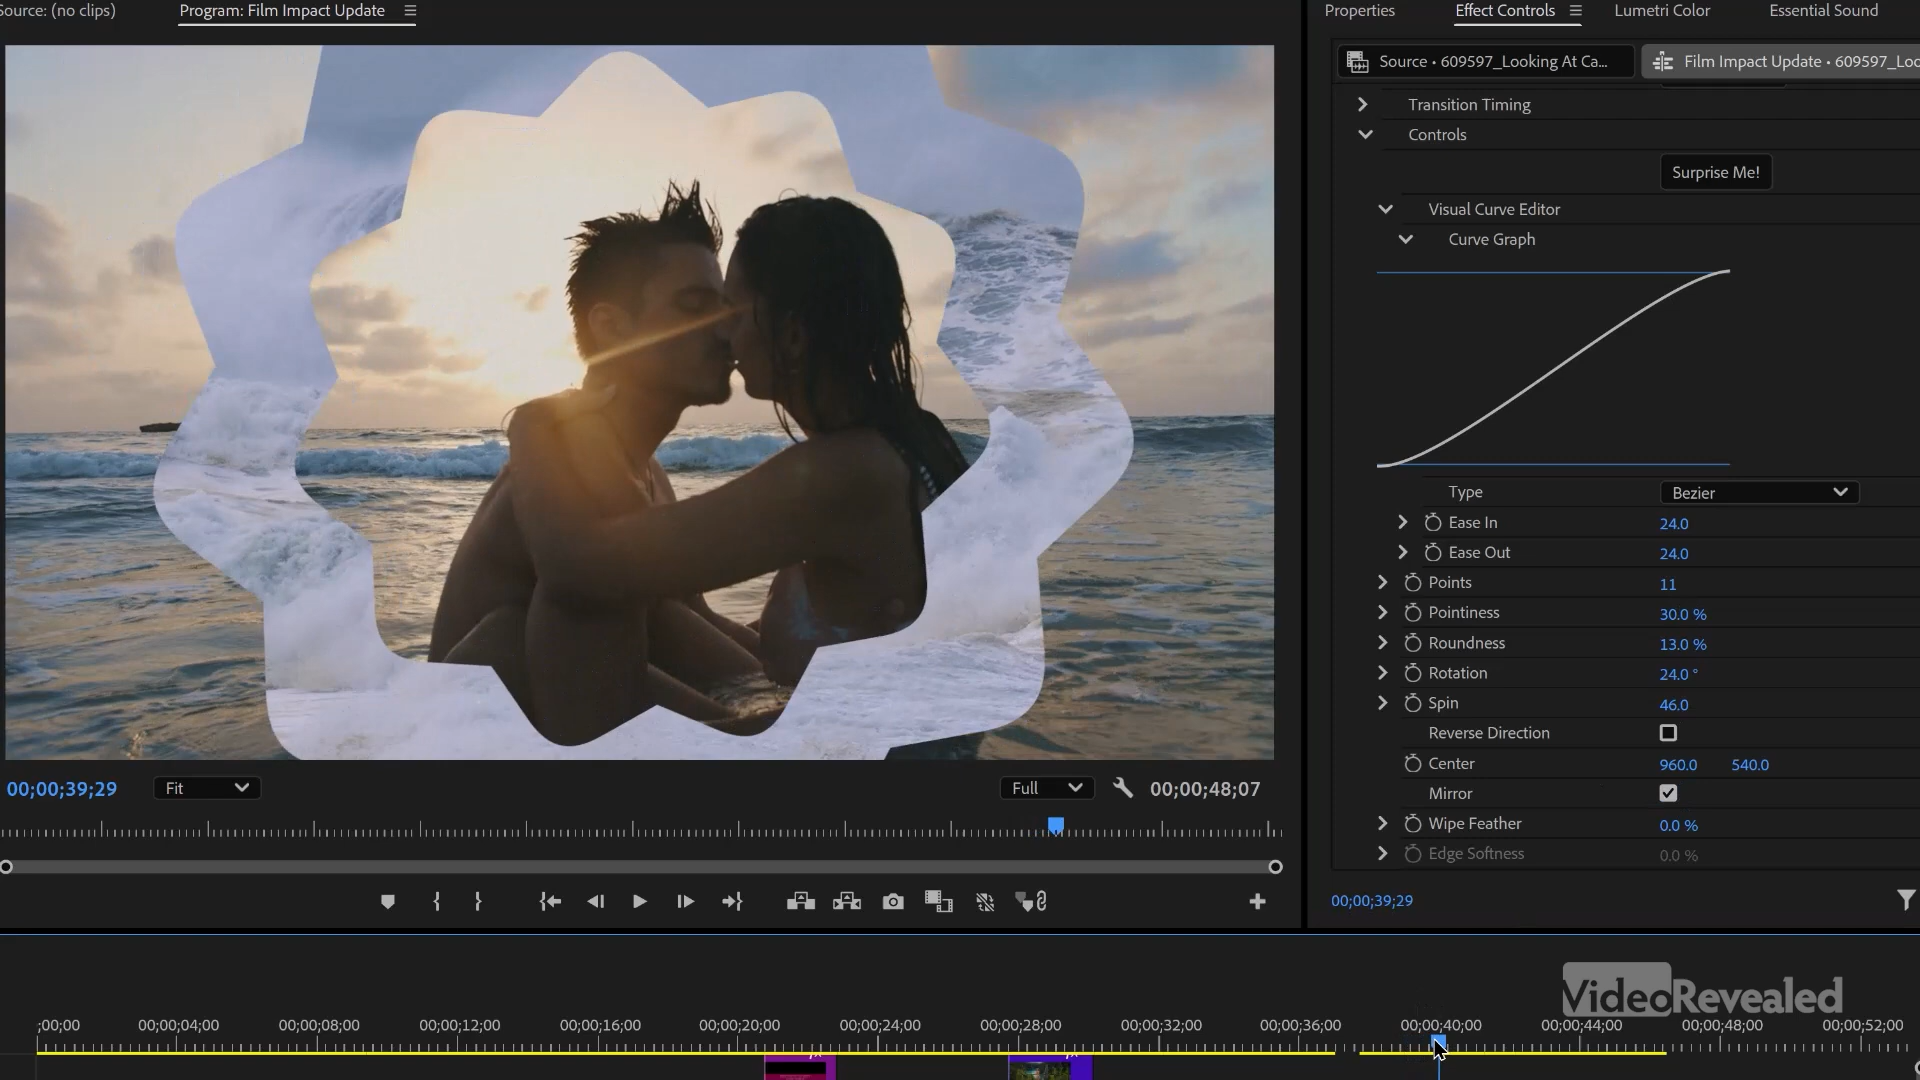 Source: (no clips)
Program: Film Impact Update
Properties
Effect Controls
Lumetri Color
Essential Sound
Source • 609597_Looking At Ca...
Film Impact Update • 609597_Loo
Transition Timing
Controls
Surprise Me!
Visual Curve Editor
Curve Graph
Type Bezier
Ease In 24.0
Ease Out 24.0
Points 11
Pointiness 30.0 %
Roundness 13.0 %
Rotation 24.0 °
Spin 46.0
Reverse Direction
Center 960.0 540.0
Mirror
Wipe Feather 0.0 %
Edge Softness 0.0 %
00;00;39;29 Fit Full 00;00;48;07
00;00;39;29
VideoRevealed
;00;00 00;00;04;00 00;00;08;00 00;00;12;00 00;00;16;00 00;00;20;00 00;00;24;00 00;00;28;00 00;00;32;00 00;00;36;00 00;00;40;00 00;00;44;00 00;00;48;00 00;00;52;00